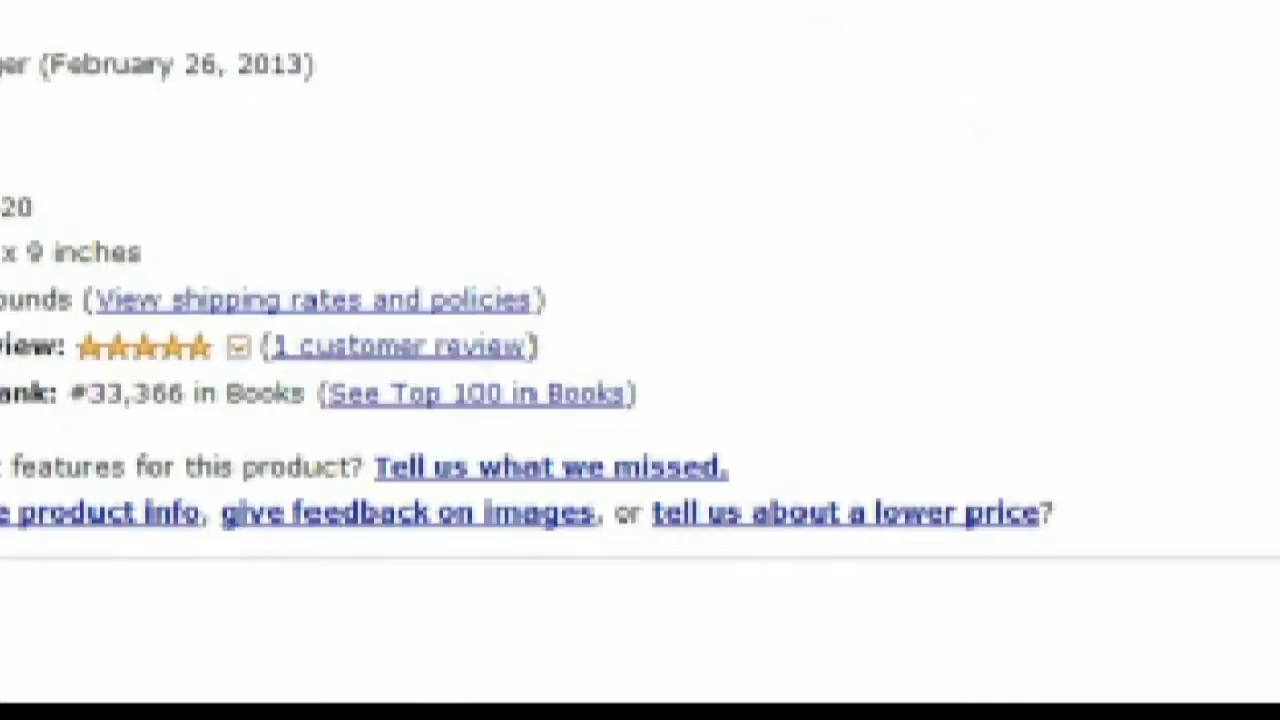 ger (February 26, 2013)
20
x 9 inches
ounds (View shipping rates and policies)
view: (1 customer review)
ank: #33,366 in Books (See Top 100 in Books)
t features for this product? Tell us what we missed.
e product info, give feedback on images, or tell us about a lower price?